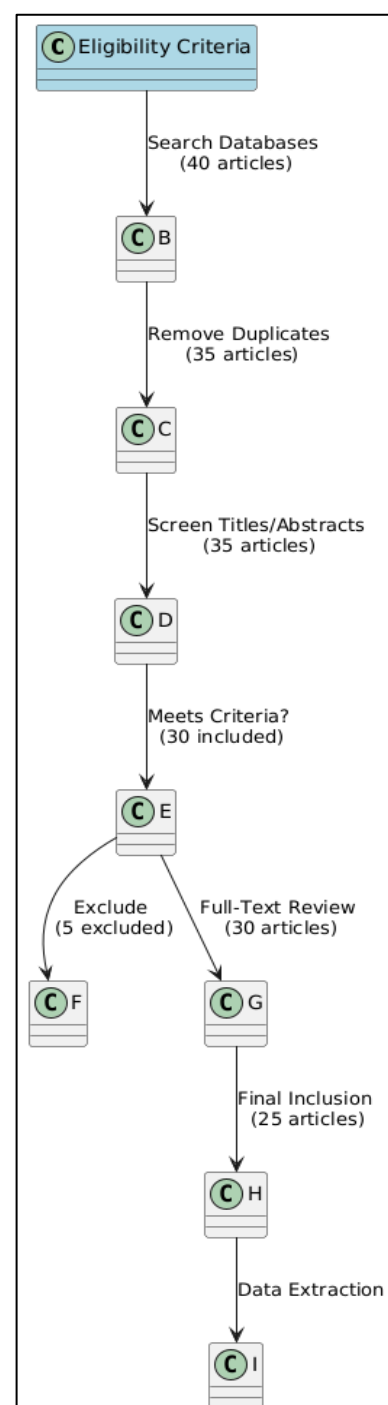 C Eligibility Criteria
Search Databases
(40 articles)
C B
Remove Duplicates
(35 articles)
C C
Screen Titles/Abstracts
(35 articles)
C D
Meets Criteria?
(30 included)
C E
Exclude
(5 excluded)
Full-Text Review
(30 articles)
C F
C G
Final Inclusion
(25 articles)
C H
Data Extraction
C I